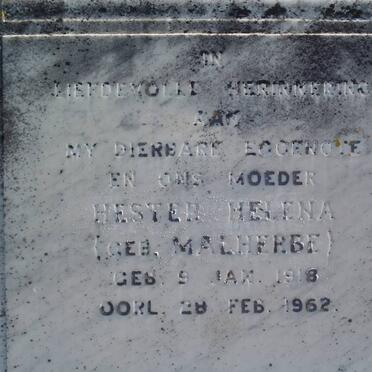 IN
LIEFDEVOLLE HERINNERING
AAN
MY DIERBARE EGGENOTE
EN ONS MOEDER
HESTER HELENA
(GEB. MALHERBE)
GEB. 9 JAN. 1918
OORL. 28 FEB. 1962.